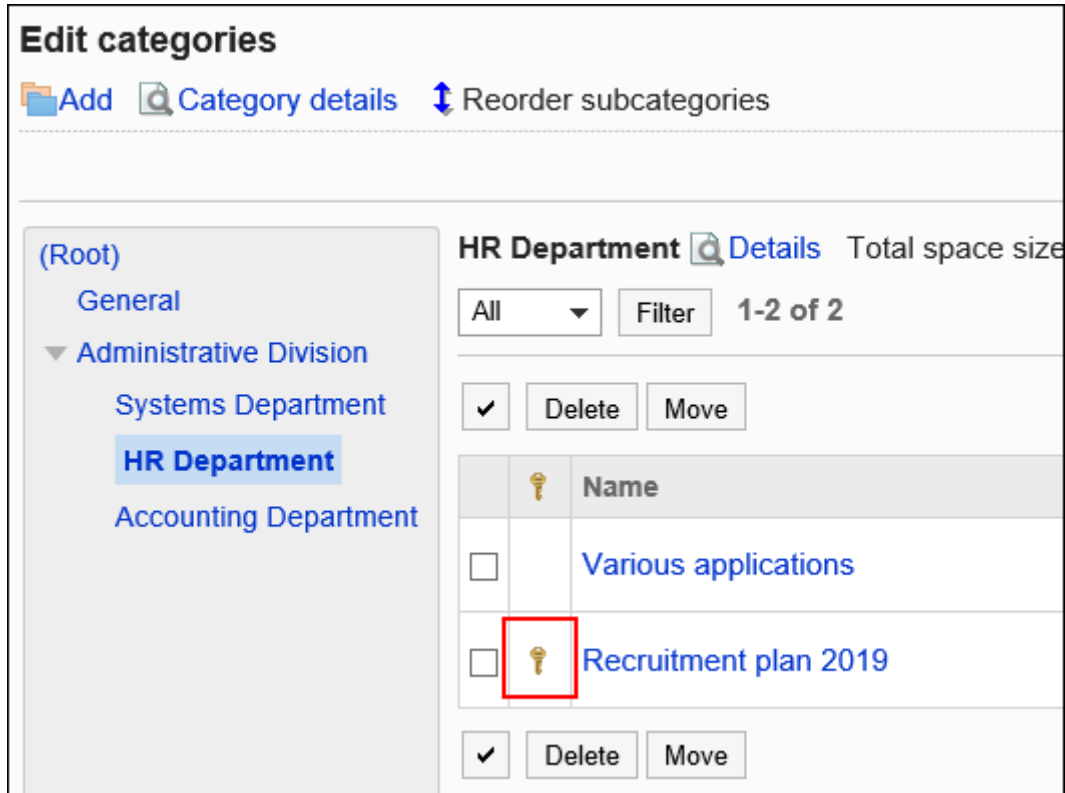 Edit categories
Add Category details Reorder subcategories
(Root)
General
Administrative Division
Systems Department
HR Department
Accounting Department
HR Department Details Total space size
All Filter 1-2 of 2
Delete Move
Name
Various applications
Recruitment plan 2019
Delete Move